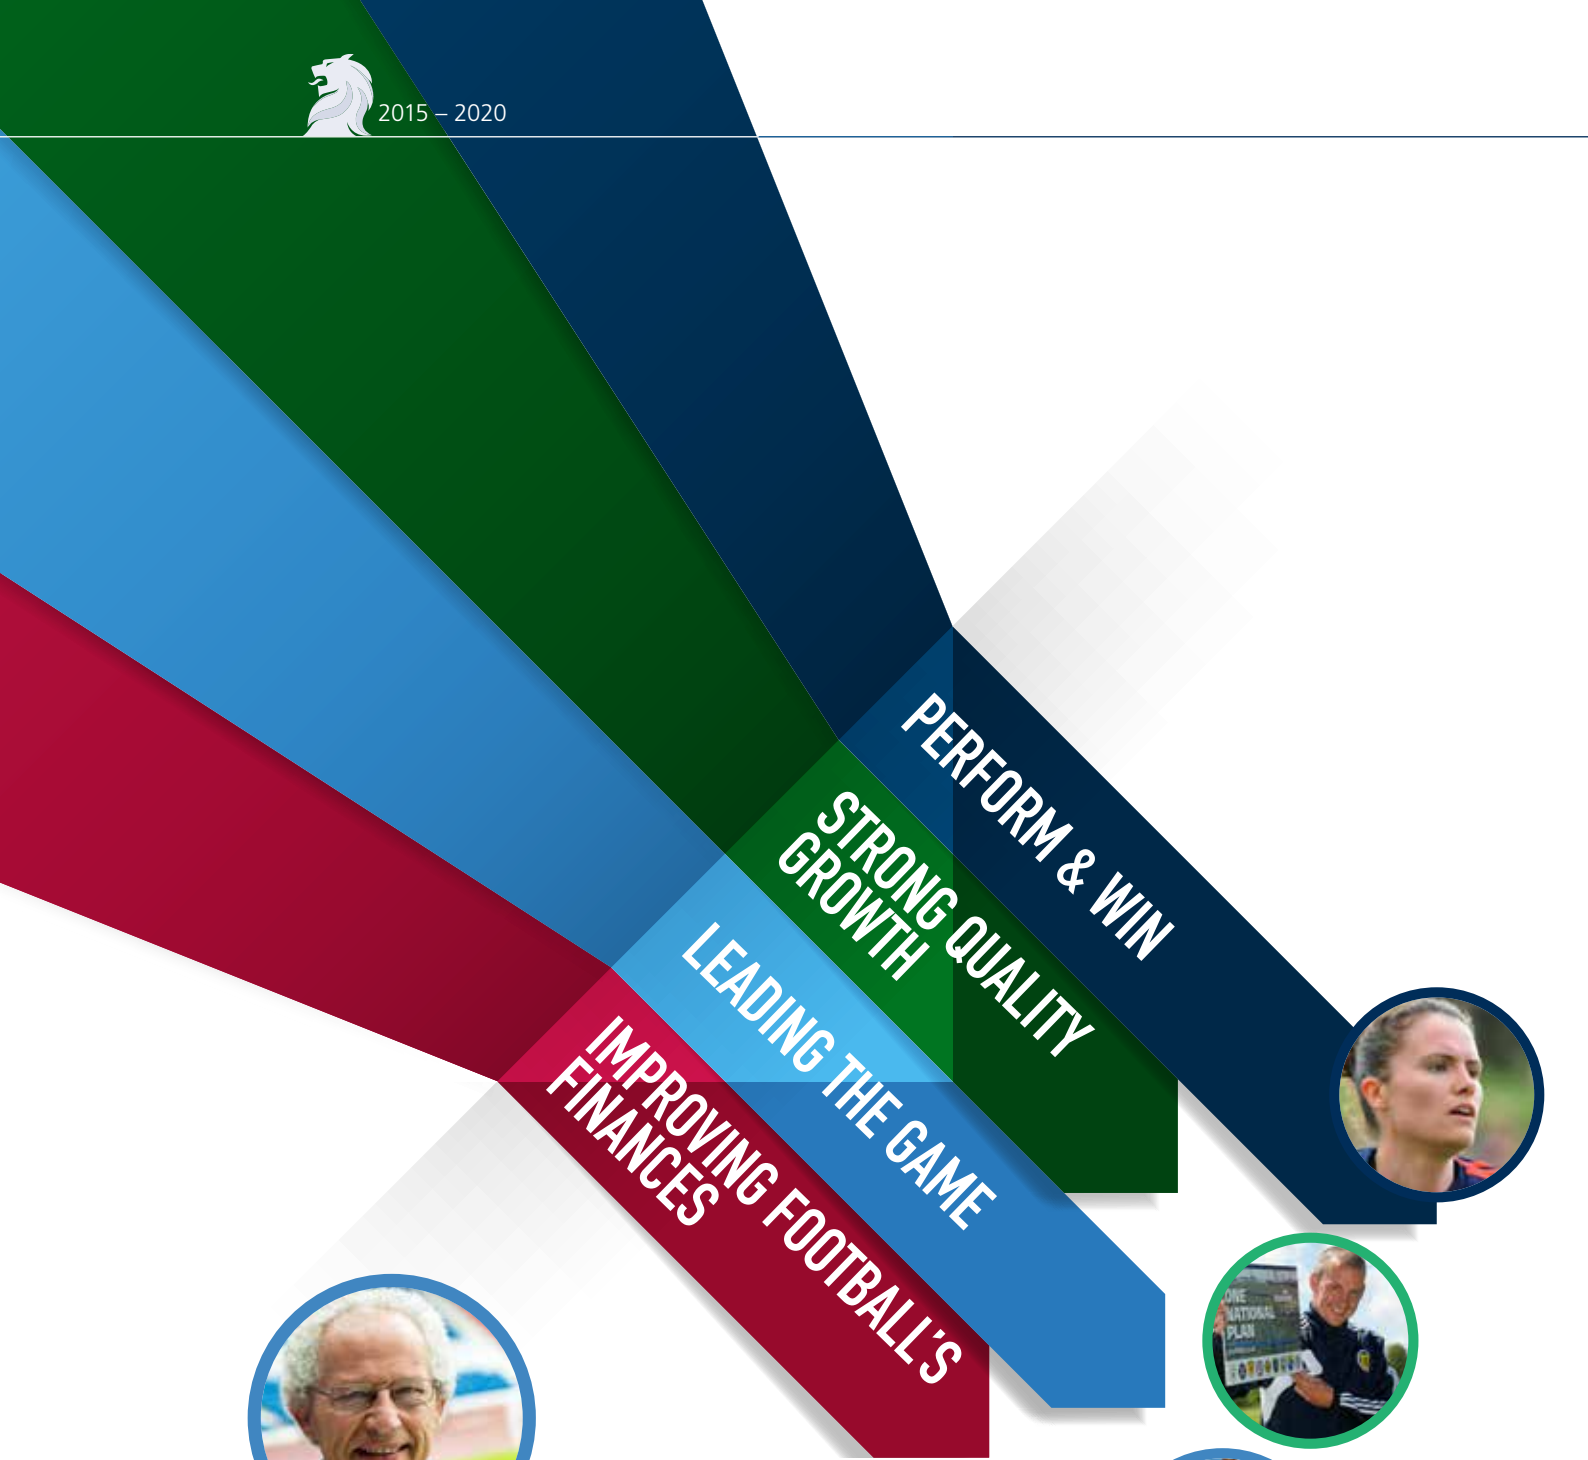 2015 – 2020
PERFORM & WIN
STRONG QUALITY
GROWTH
LEADING THE GAME
IMPROVING FOOTBALL'S
FINANCES
ONE
NATIONAL
PLAN